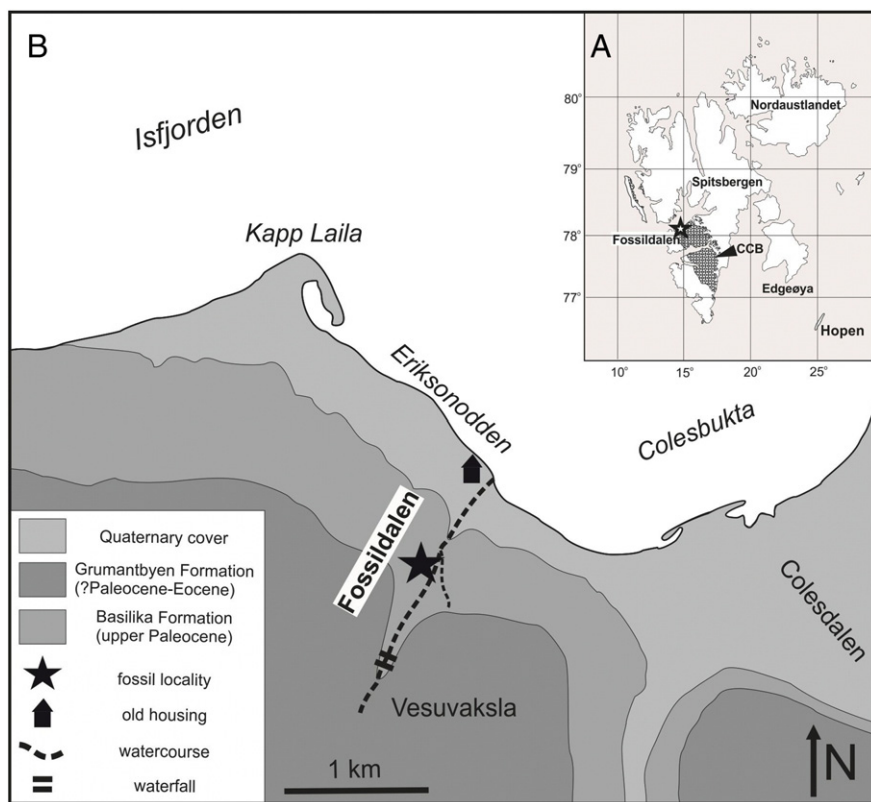 B
Isfjorden
Kapp Laila
Eriksonodden
Colesbukta
Colesdalen
Fossildalen
Vesuvaksla
1 km
N
Quaternary cover
Grumantbyen Formation
(?Paleocene-Eocene)
Basilika Formation
(upper Paleocene)
fossil locality
old housing
watercourse
waterfall
A
80°
79°
78°
77°
10°
15°
20°
25°
Nordaustlandet
Spitsbergen
Fossildalen
CCB
Edgeøya
Hopen